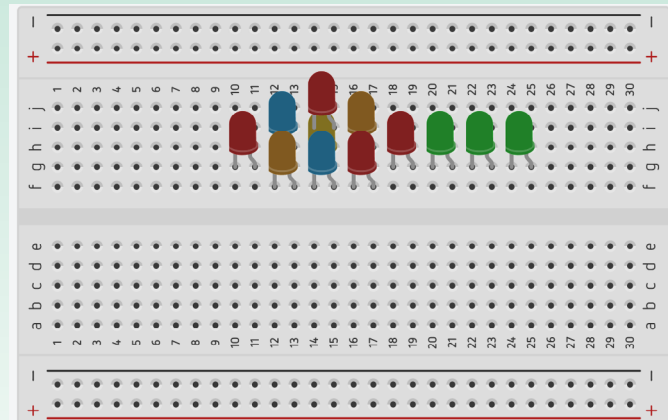 −
−
+
+
1 2 3 4 5 6 7 8 9 10 11 12 13 16 17 18 19 20 21 22 23 24 25 26 27 28 29 30
j j
i i
h h
g g
f f
e e
d d
c c
b b
a a
1 2 3 4 5 6 7 8 9 10 11 12 13 14 15 16 17 18 19 20 21 22 23 24 25 26 27 28 29 30
−
−
+
+